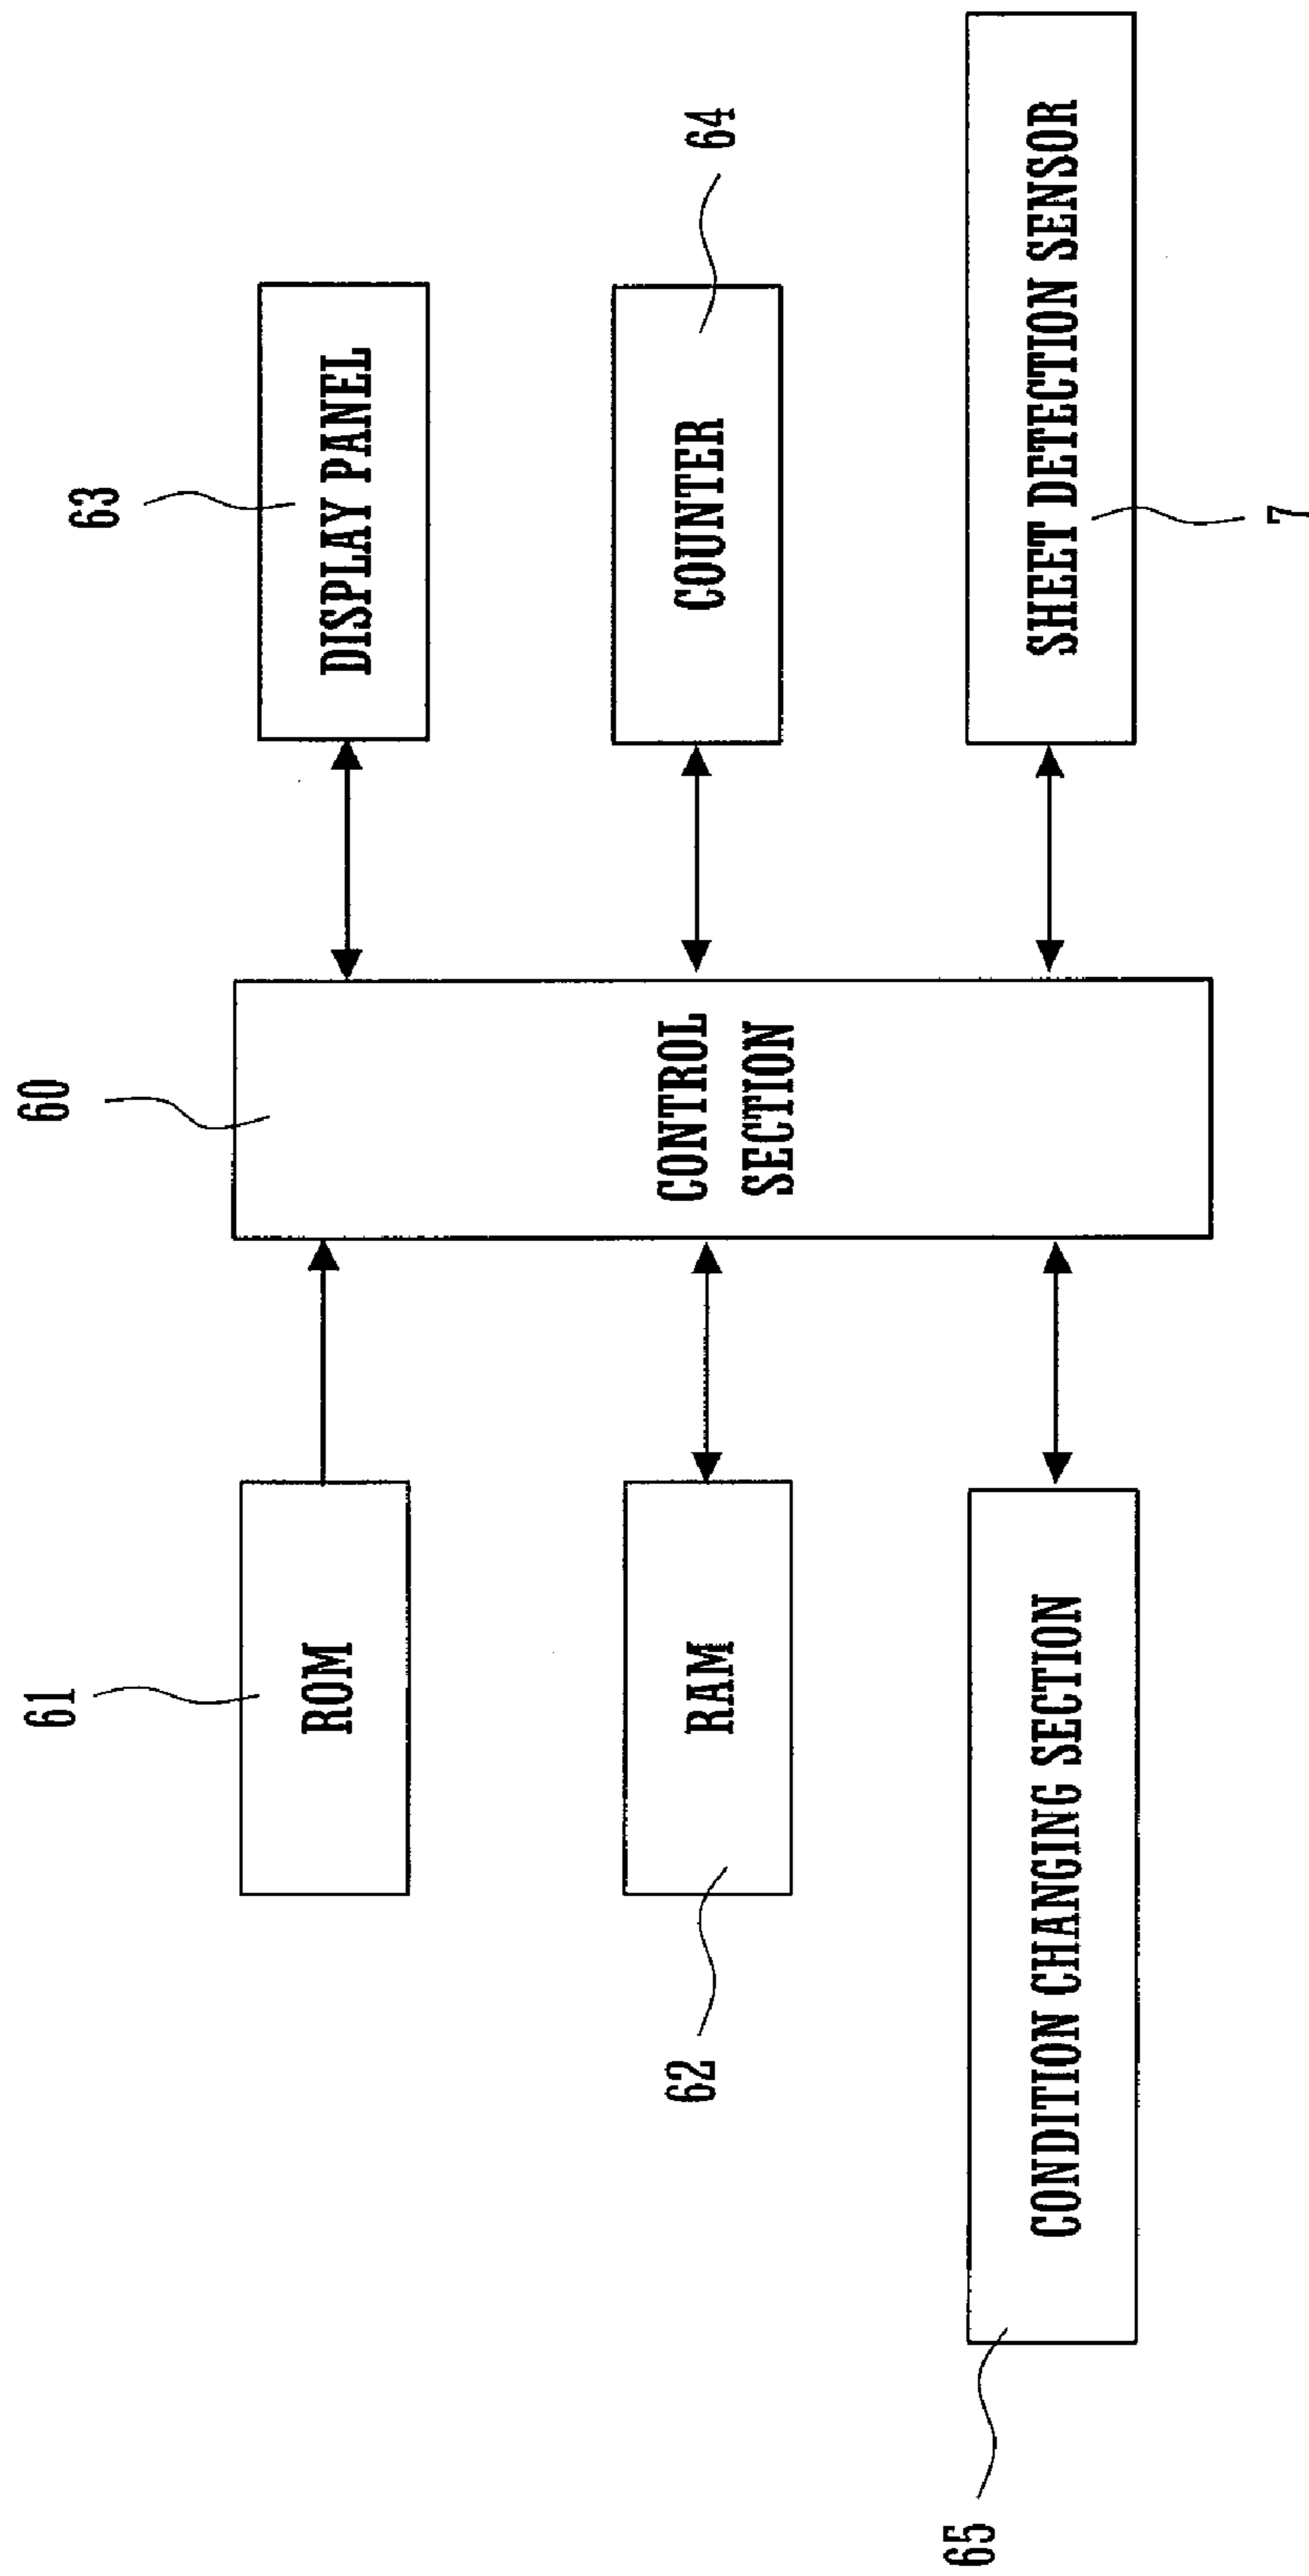 60
61
63
ROM
CONTROL
SECTION
DISPLAY PANEL
62
RAM
COUNTER
64
65
CONDITION CHANGING SECTION
SHEET DETECTION SENSOR
7